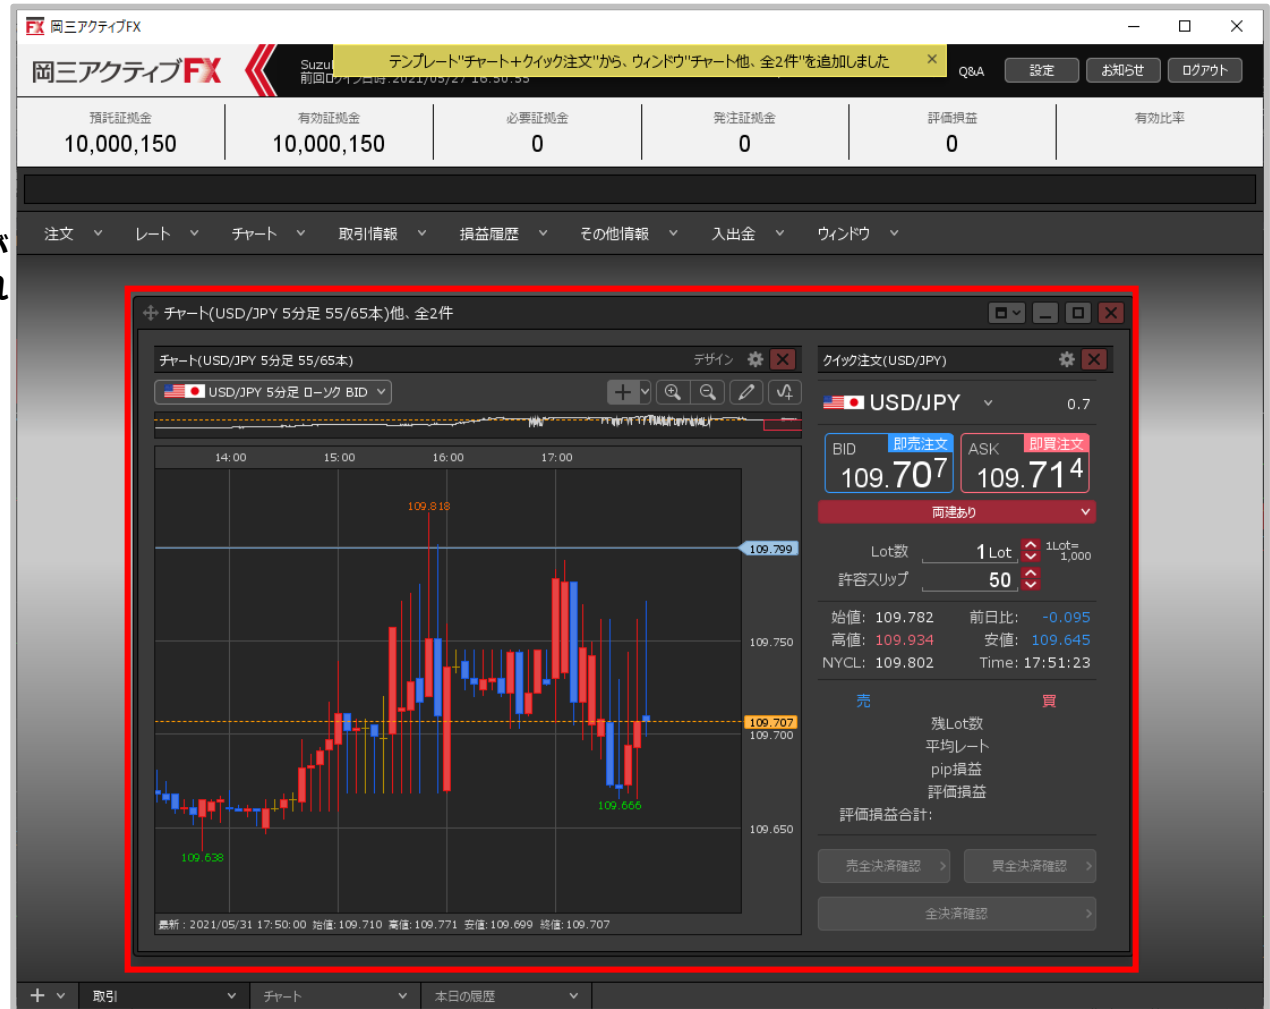 FX 岡三アクティブFX
テンプレート"チャート+クイック注文"から、ウィンドウ"チャート他、全2件"を追加しました ×
岡三アクティブFX
前回ログイン日時:2021/05/27 16:50:55
Q&A 設定 お知らせ ログアウト
預託証拠金 有効証拠金 必要証拠金 発注証拠金 評価損益 有効比率
10,000,150 10,000,150 0 0 0
注文 レート チャート 取引情報 損益履歴 その他情報 入出金 ウィンドウ
が
れ
チャート(USD/JPY 5分足 55/65本)他、全2件
チャート(USD/JPY 5分足 55/65本) デザイン
USD/JPY 5分足 ローソク BID
14:00 15:00 16:00 17:00
109.818
109.799
109.750
109.707
109.700
109.666
109.650
109.638
最新 : 2021/05/31 17:50:00 始値:109.710 高値:109.771 安値:109.699 終値:109.707
クイック注文(USD/JPY)
USD/JPY 0.7
BID 即売注文 ASK 即買注文
109.707 109.714
両建あり
Lot数 1 Lot 1Lot=
1,000
許容スリップ 50
始値: 109.782 前日比: -0.095
高値: 109.934 安値: 109.645
NYCL: 109.802 Time: 17:51:23
売 買
残Lot数
平均レート
pip損益
評価損益
評価損益合計:
売全決済確認 買全決済確認
全決済確認
取引 チャート 本日の履歴